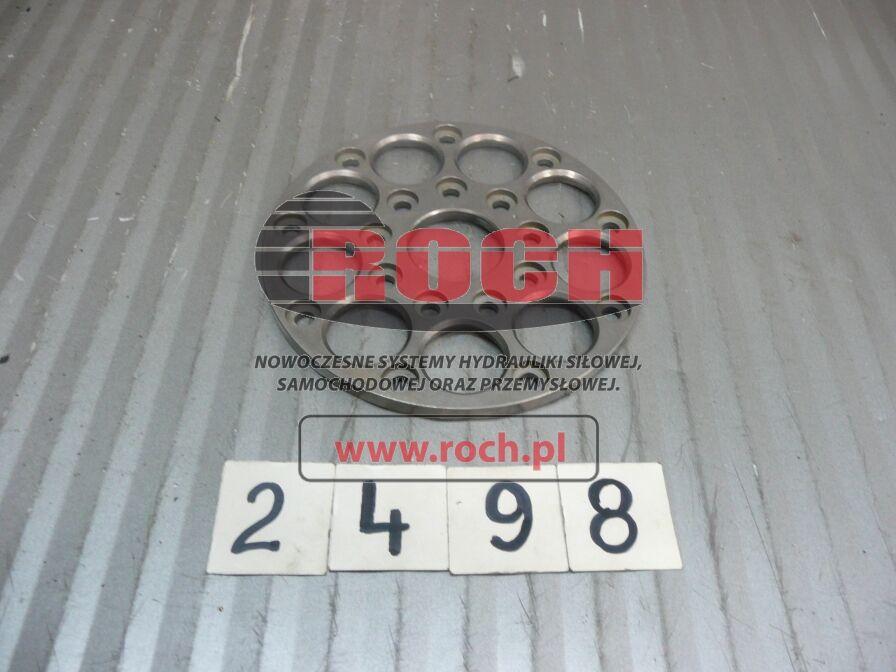 ROCH
NOWOCZESNE SYSTEMY HYDRAULIKI SIŁOWEJ,
SAMOCHODOWEJ ORAZ PRZEMYSŁOWEJ.
www.roch.pl
2 4 9 8